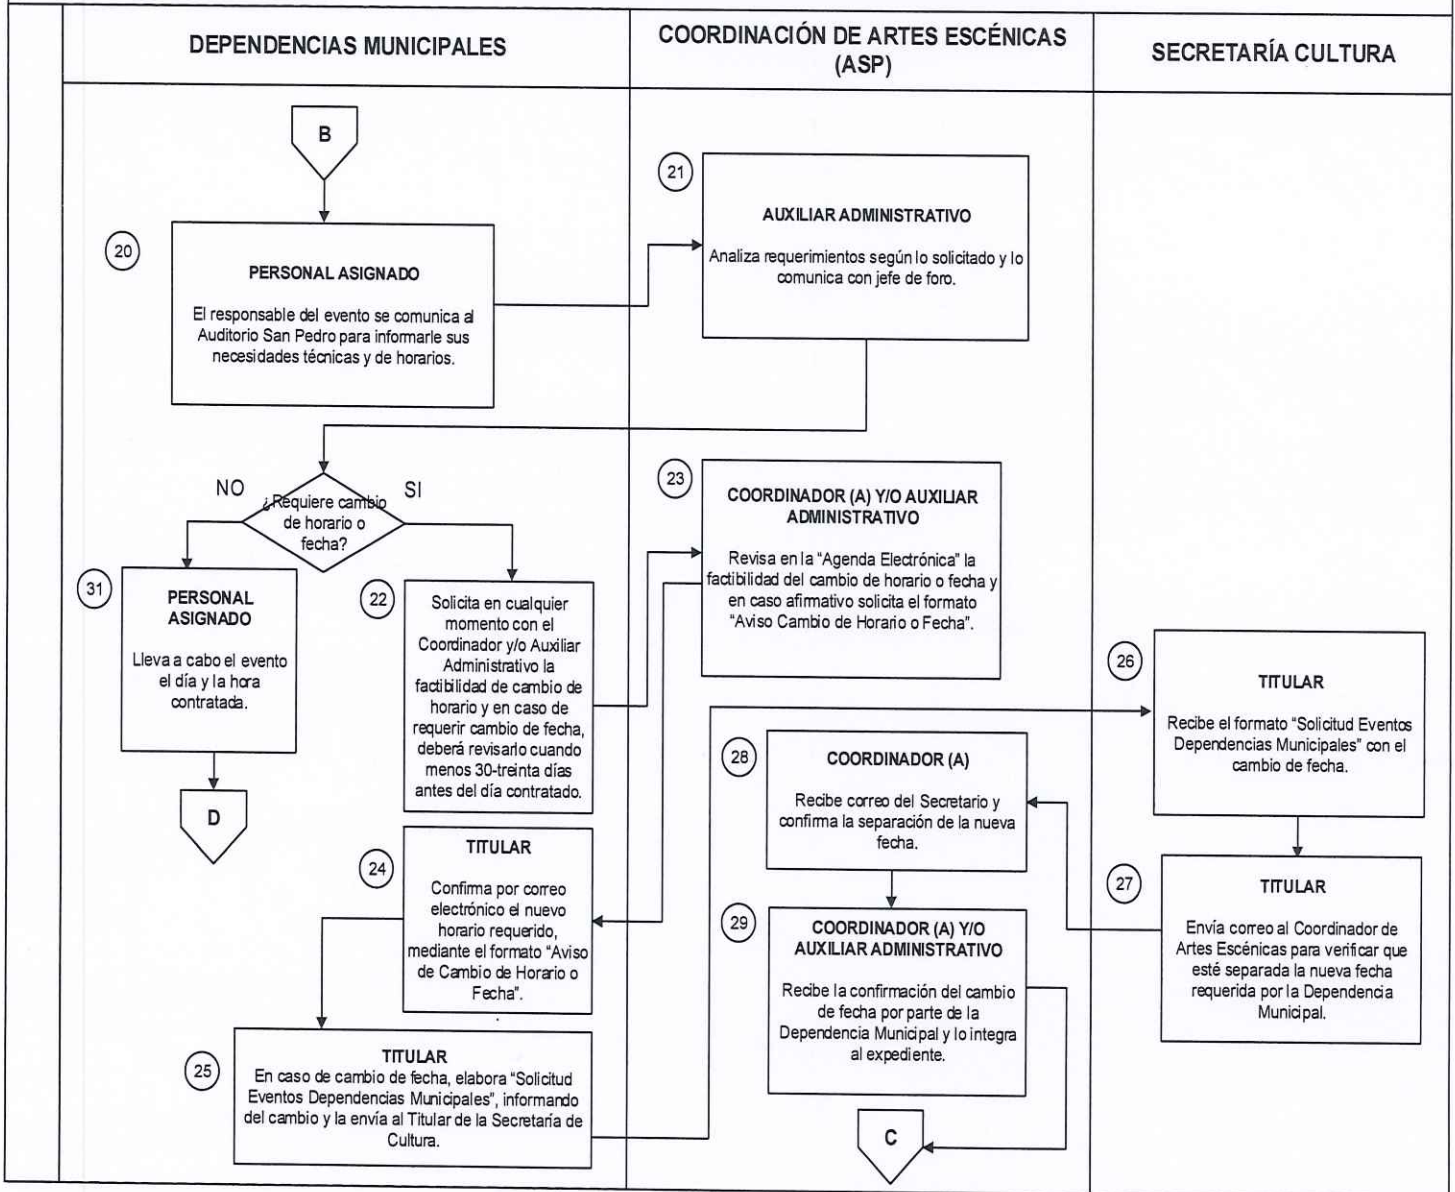 DEPENDENCIAS MUNICIPALES
COORDINACIÓN DE ARTES ESCÉNICAS
(ASP)
SECRETARÍA CULTURA
B
20
PERSONAL ASIGNADO
El responsable del evento se comunica al
Auditorio San Pedro para informarle sus
necesidades técnicas y de horarios.
21
AUXILIAR ADMINISTRATIVO
Analiza requerimientos según lo solicitado y lo
comunica con jefe de foro.
NO
SI
¿Requiere cambio
de horario o
fecha?
31
PERSONAL
ASIGNADO
Lleva a cabo el evento
el día y la hora
contratada.
D
22
Solicita en cualquier
momento con el
Coordinador y/o Auxiliar
Administrativo la
factibilidad de cambio de
horario y en caso de
requerir cambio de fecha,
deberá revisarlo cuando
menos 30-treinta días
antes del día contratado.
23
COORDINADOR (A) Y/O AUXILIAR
ADMINISTRATIVO
Revisa en la “Agenda Electrónica” la
factibilidad del cambio de horario o fecha y
en caso afirmativo solicita el formato
“Aviso Cambio de Horario o Fecha”.
24
TITULAR
Confirma por correo
electrónico el nuevo
horario requerido,
mediante el formato “Aviso
de Cambio de Horario o
Fecha”.
25
TITULAR
En caso de cambio de fecha, elabora “Solicitud
Eventos Dependencias Municipales”, informando
del cambio y la envía al Titular de la Secretaría de
Cultura.
26
TITULAR
Recibe el formato “Solicitud Eventos
Dependencias Municipales” con el
cambio de fecha.
27
TITULAR
Envía correo al Coordinador de
Artes Escénicas para verificar que
esté separada la nueva fecha
requerida por la Dependencia
Municipal.
28
COORDINADOR (A)
Recibe correo del Secretario y
confirma la separación de la nueva
fecha.
29
COORDINADOR (A) Y/O
AUXILIAR ADMINISTRATIVO
Recibe la confirmación del cambio
de fecha por parte de la
Dependencia Municipal y lo integra
al expediente.
C